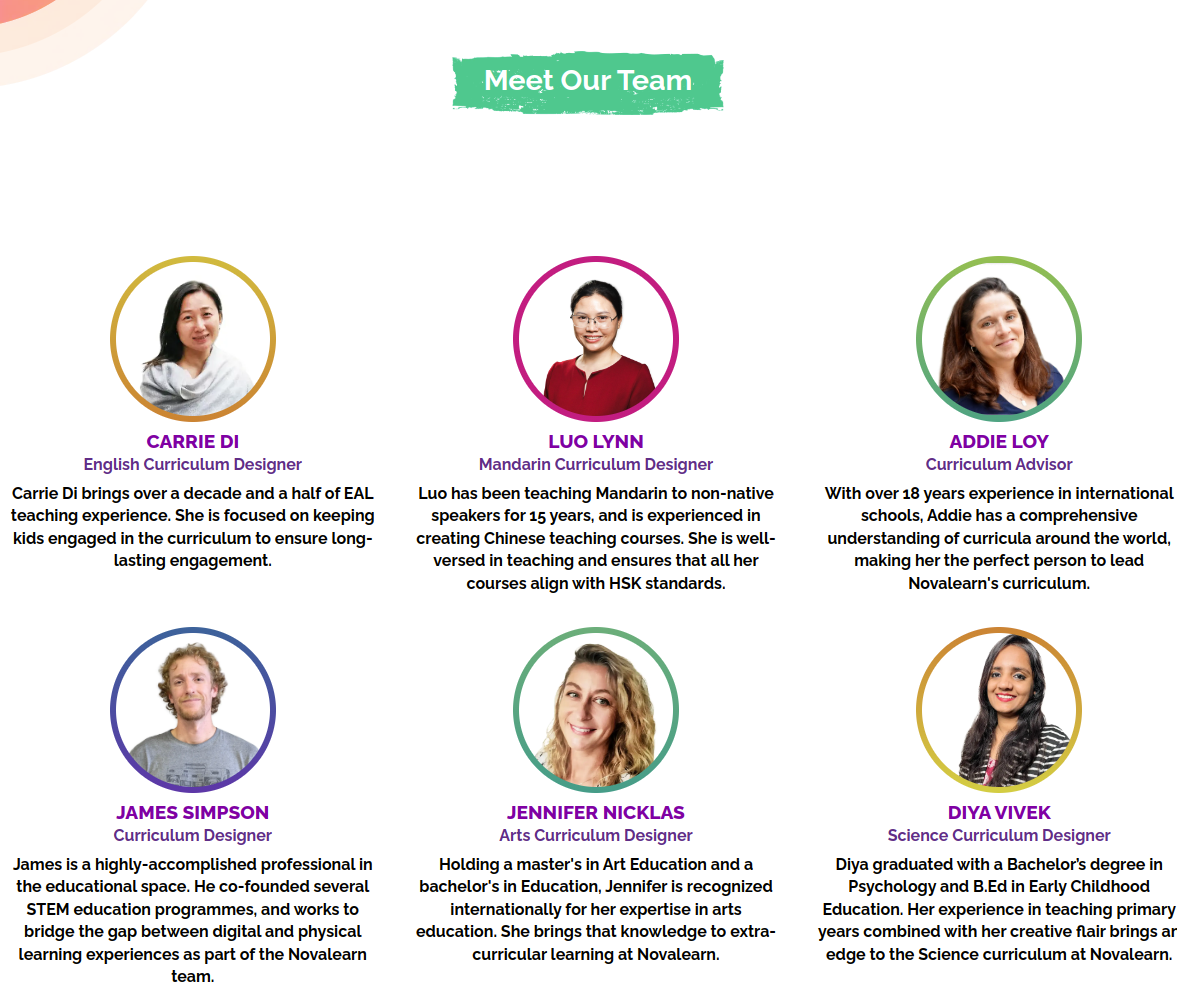 Meet Our Team
CARRIE DI
English Curriculum Designer
Carrie Di brings over a decade and a half of EAL
teaching experience. She is focused on keeping
kids engaged in the curriculum to ensure long-
lasting engagement.
LUO LYNN
Mandarin Curriculum Designer
Luo has been teaching Mandarin to non-native
speakers for 15 years, and is experienced in
creating Chinese teaching courses. She is well-
versed in teaching and ensures that all her
courses align with HSK standards.
ADDIE LOY
Curriculum Advisor
With over 18 years experience in international
schools, Addie has a comprehensive
understanding of curricula around the world,
making her the perfect person to lead
Novalearn's curriculum.
JAMES SIMPSON
Curriculum Designer
James is a highly-accomplished professional in
the educational space. He co-founded several
STEM education programmes, and works to
bridge the gap between digital and physical
learning experiences as part of the Novalearn
team.
JENNIFER NICKLAS
Arts Curriculum Designer
Holding a master's in Art Education and a
bachelor's in Education, Jennifer is recognized
internationally for her expertise in arts
education. She brings that knowledge to extra-
curricular learning at Novalearn.
DIYA VIVEK
Science Curriculum Designer
Diya graduated with a Bachelor’s degree in
Psychology and B.Ed in Early Childhood
Education. Her experience in teaching primary
years combined with her creative flair brings an
edge to the Science curriculum at Novalearn.